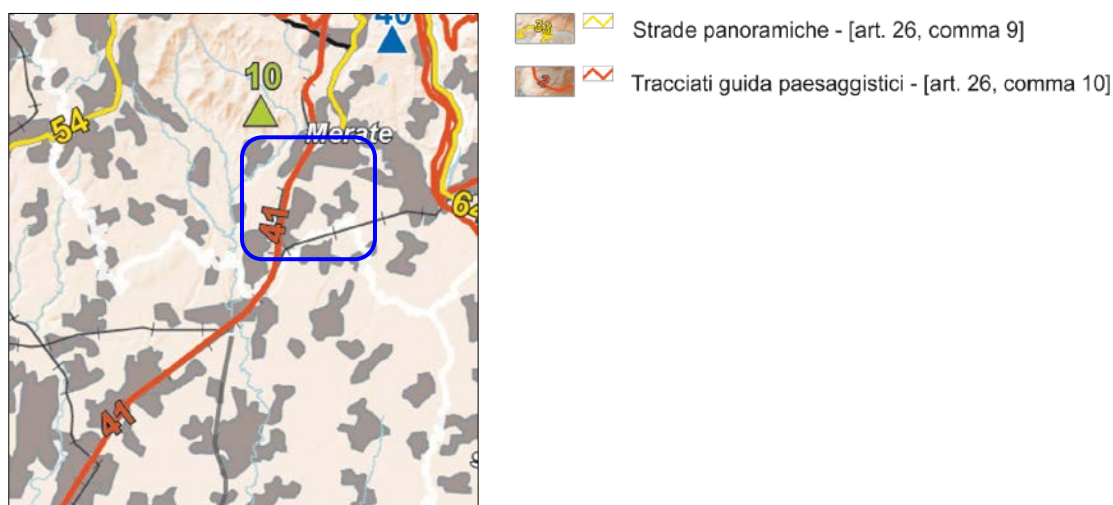 40
10
54
Merate
41
64
41
Strade panoramiche - [art. 26, comma 9]
Tracciati guida paesaggistici - [art. 26, comma 10]